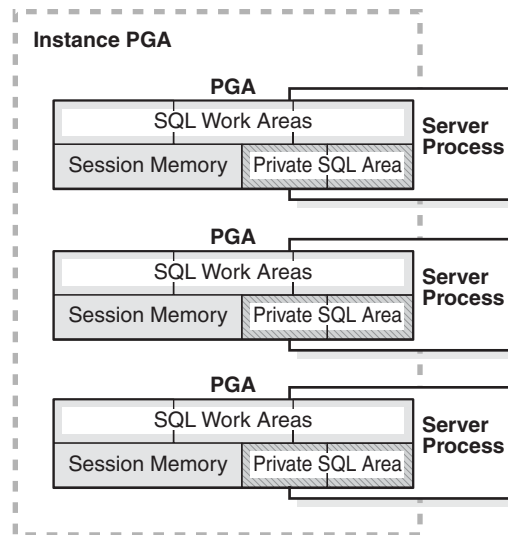 Instance PGA
PGA
SQL Work Areas
Session Memory
Private SQL Area
Server
Process
PGA
SQL Work Areas
Session Memory
Private SQL Area
Server
Process
PGA
SQL Work Areas
Session Memory
Private SQL Area
Server
Process